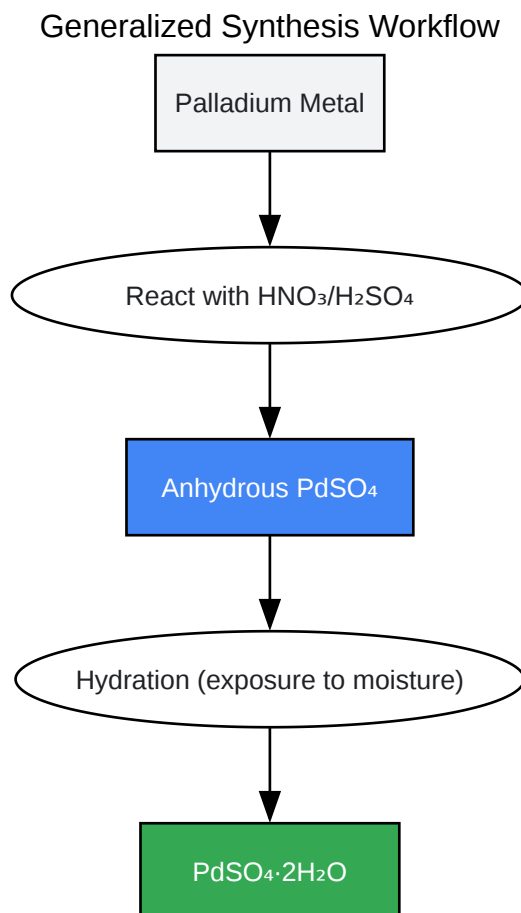 Generalized Synthesis Workflow
Palladium Metal
React with HNO₃/H₂SO₄
Anhydrous PdSO₄
Hydration (exposure to moisture)
PdSO₄·2H₂O